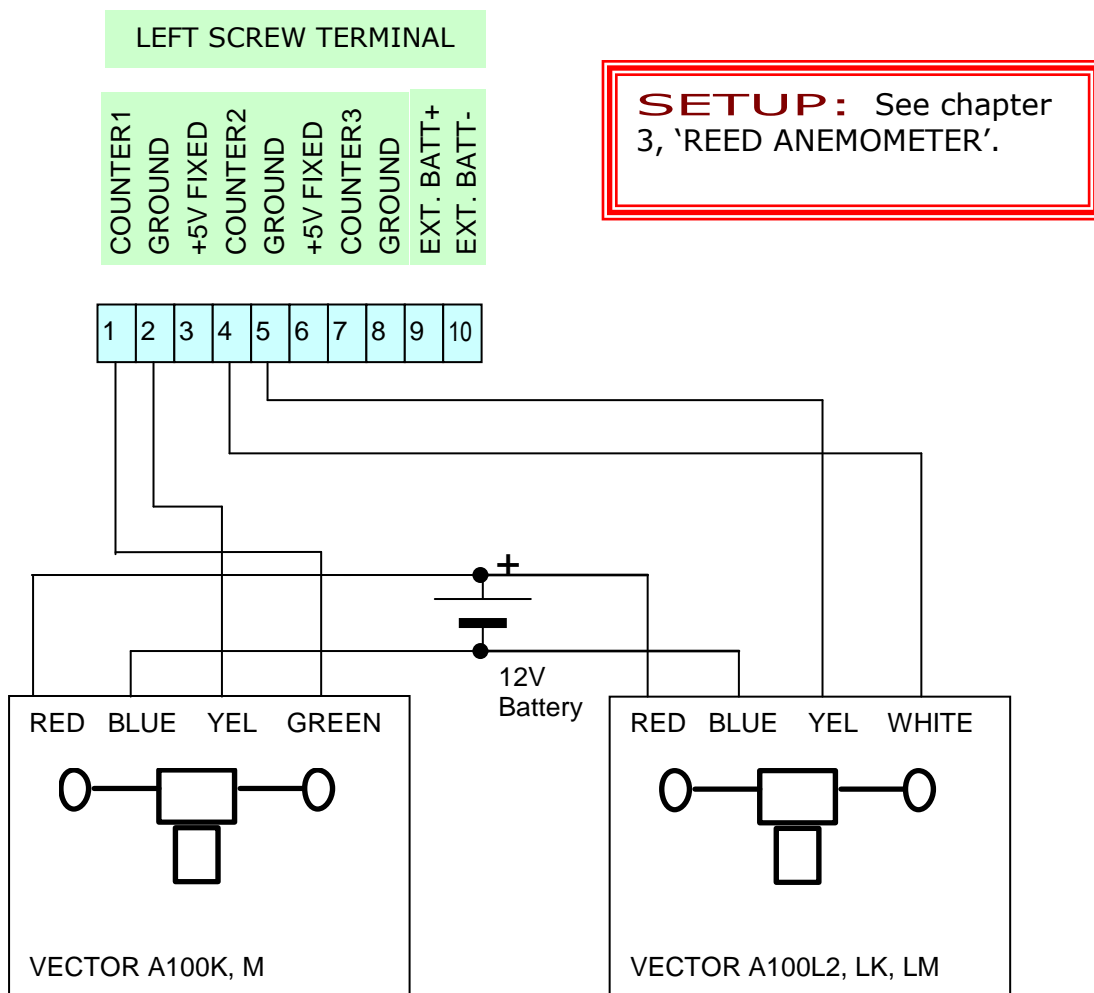 LEFT SCREW TERMINAL
SETUP: See chapter
3, ‘REED ANEMOMETER’.
COUNTER1
GROUND
+5V FIXED
COUNTER2
GROUND
+5V FIXED
COUNTER3
GROUND
EXT. BATT+
EXT. BATT-
1 2 3 4 5 6 7 8 9 10
+
12V
Battery
RED BLUE YEL GREEN
RED BLUE YEL WHITE
VECTOR A100K, M
VECTOR A100L2, LK, LM